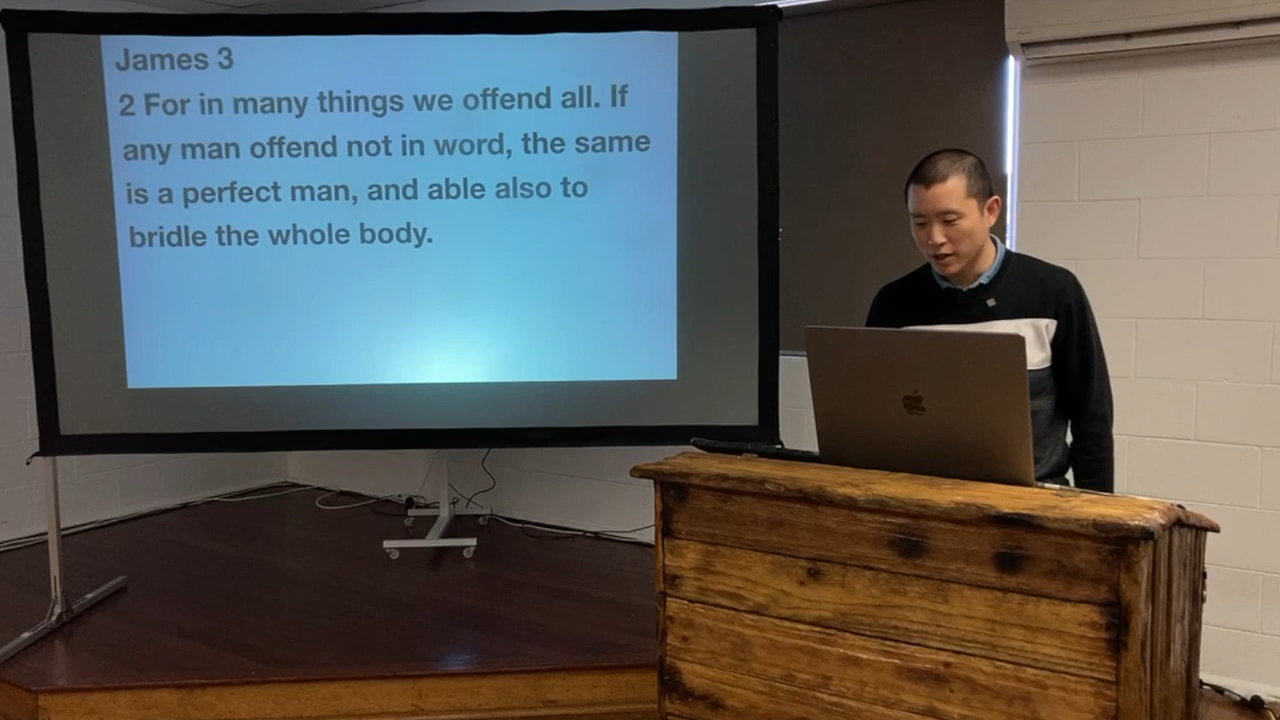 James 3
2 For in many things we offend all. If
any man offend not in word, the same
is a perfect man, and able also to
bridle the whole body.